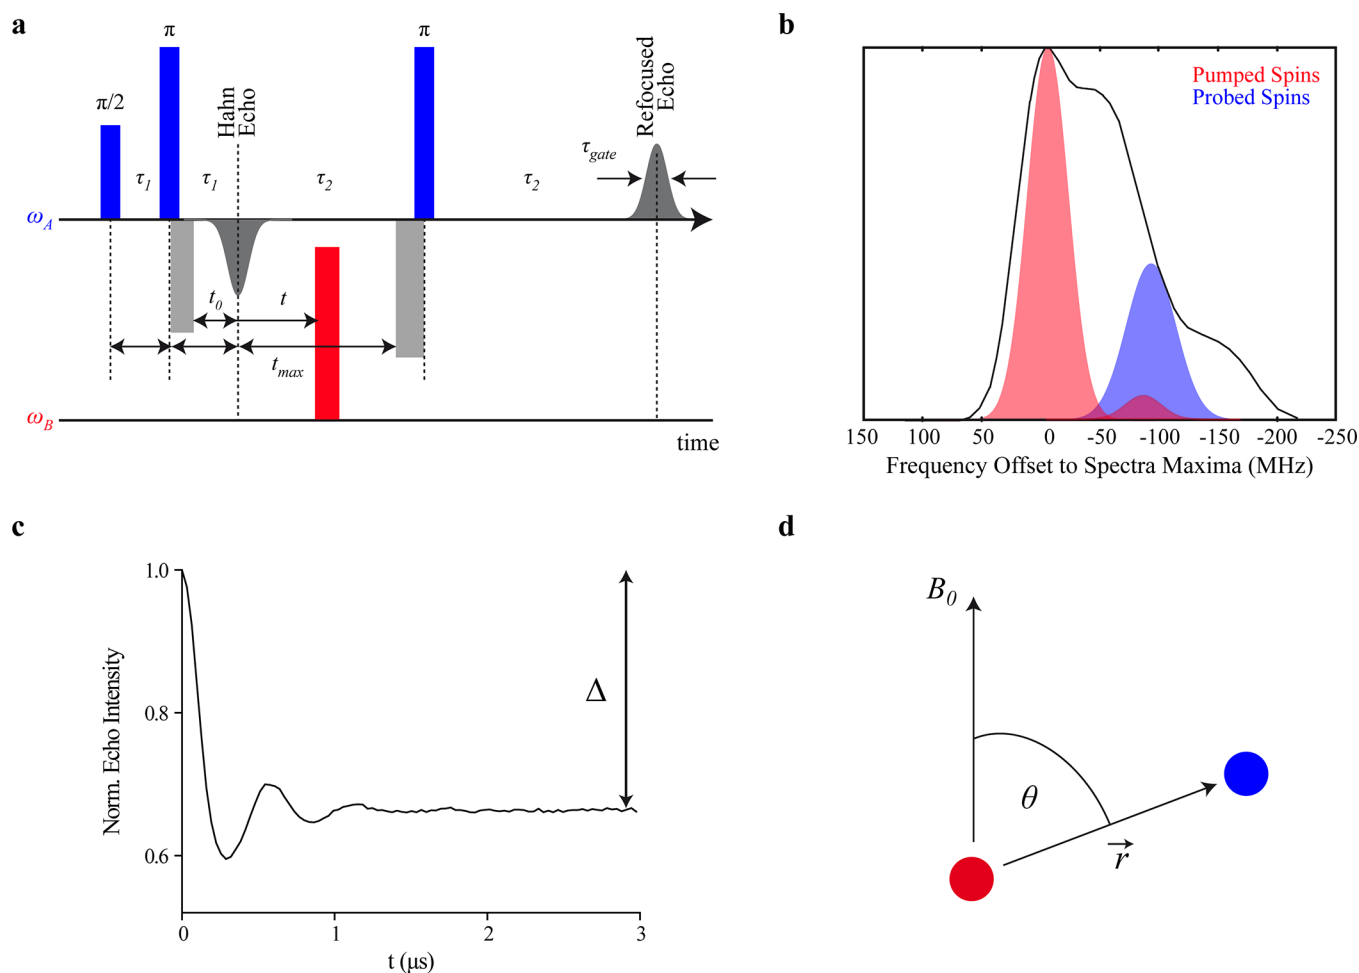 a
π/2
π
Hahn
Echo
π
Refocused
Echo
τ1
τ1
τ2
τgate
τ2
ωA
t0
t
tmax
ωB
time
b
Pumped Spins
Probed Spins
150 100 50 0 -50 -100 -150 -200 -250
Frequency Offset to Spectra Maxima (MHz)
c
1.0
0.8
0.6
Norm. Echo Intensity
Δ
0 1 2 3
t (μs)
d
B0
θ
r